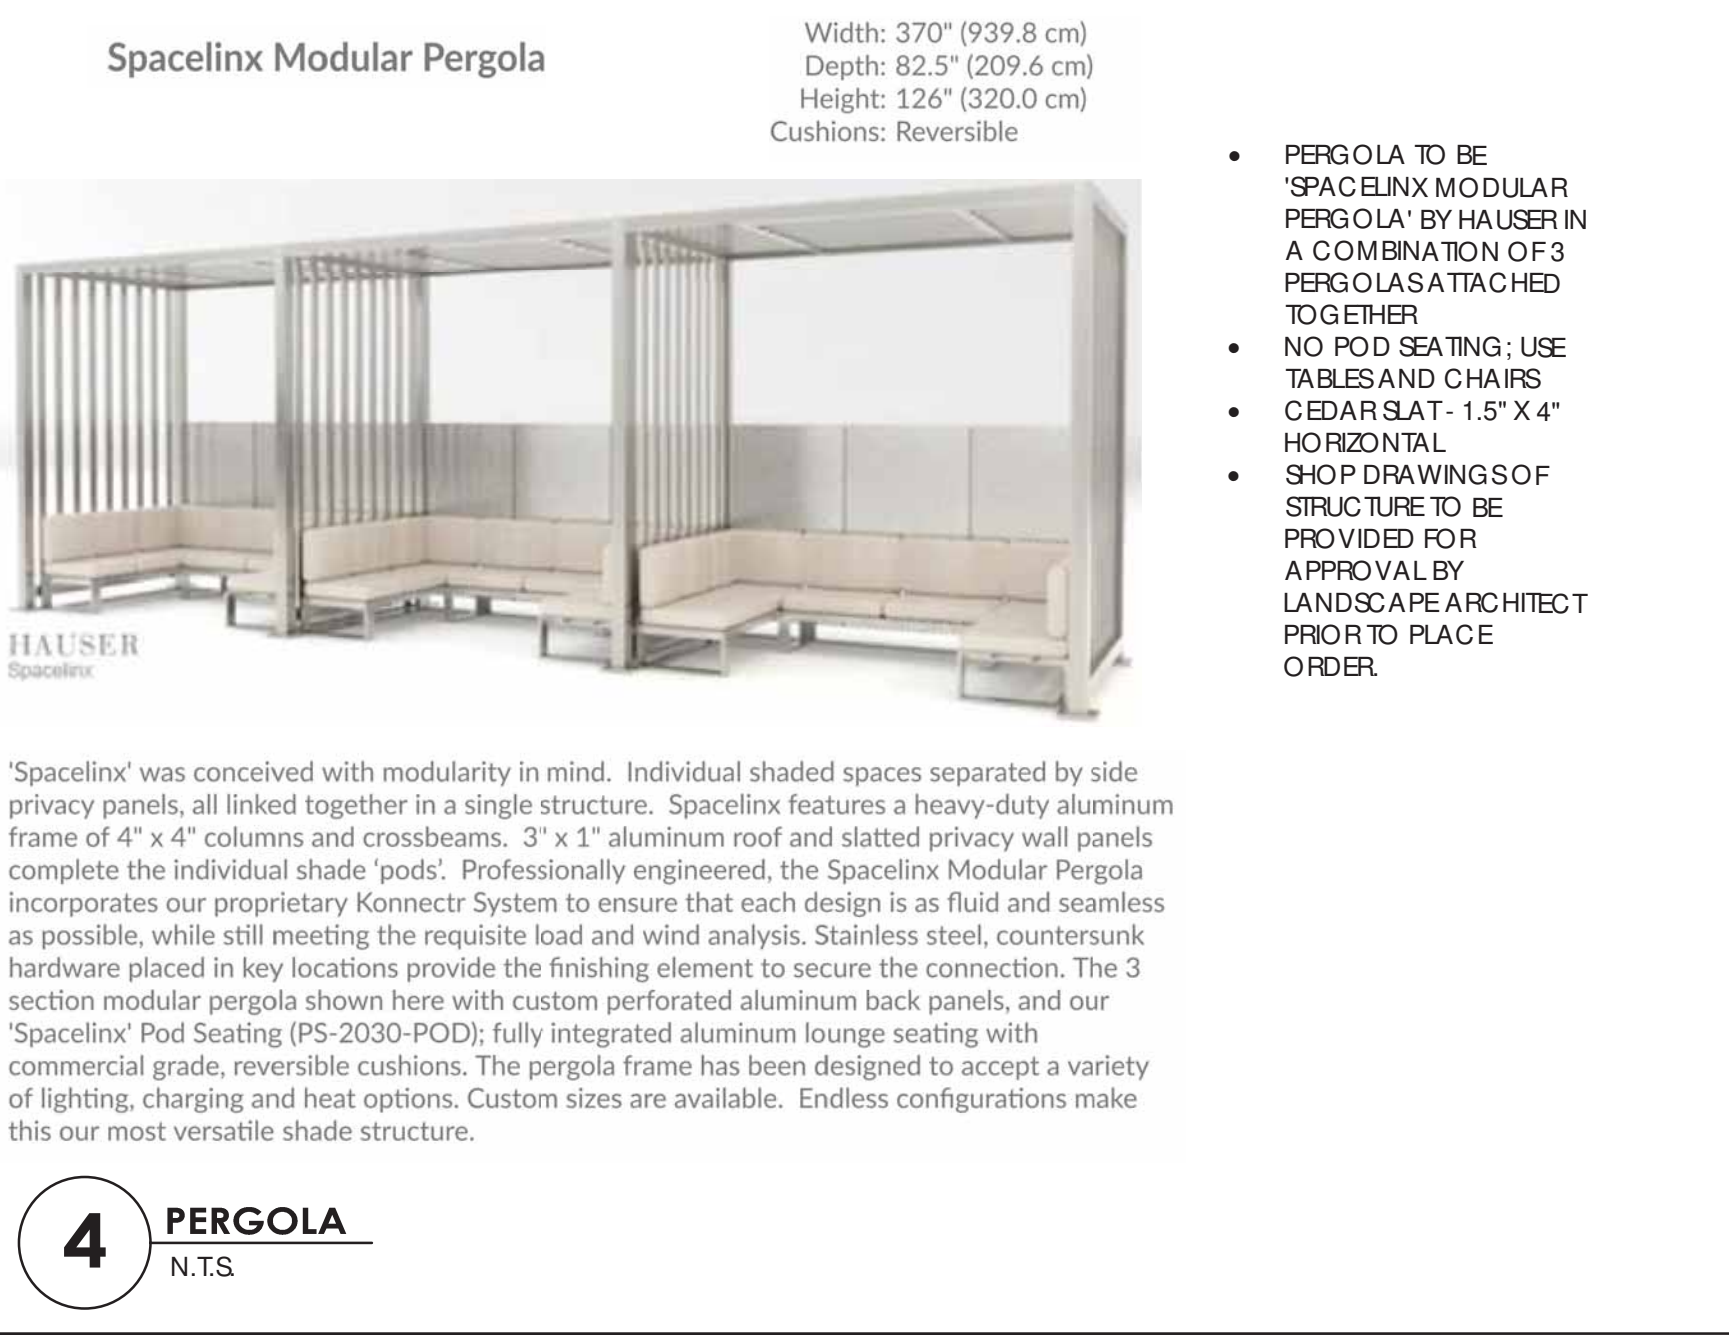 Spacelinx Modular Pergola
Width: 370" (939.8 cm)
Depth: 82.5" (209.6 cm)
Height: 126" (320.0 cm)
Cushions: Reversible
HAUSER
Spacelinx
• PERGOLA TO BE
'SPACELINX MODULAR
PERGOLA' BY HAUSER IN
A COMBINATION OF 3
PERGOLAS ATTACHED
TOGETHER
• NO POD SEATING; USE
TABLES AND CHAIRS
• CEDAR SLAT - 1.5" X 4"
HORIZONTAL
• SHOP DRAWINGS OF
STRUCTURE TO BE
PROVIDED FOR
APPROVAL BY
LANDSCAPE ARCHITECT
PRIOR TO PLACE
ORDER.
'Spacelinx' was conceived with modularity in mind. Individual shaded spaces separated by side
privacy panels, all linked together in a single structure. Spacelinx features a heavy-duty aluminum
frame of 4" x 4" columns and crossbeams. 3" x 1" aluminum roof and slatted privacy wall panels
complete the individual shade ‘pods’. Professionally engineered, the Spacelinx Modular Pergola
incorporates our proprietary Konnectr System to ensure that each design is as fluid and seamless
as possible, while still meeting the requisite load and wind analysis. Stainless steel, countersunk
hardware placed in key locations provide the finishing element to secure the connection. The 3
section modular pergola shown here with custom perforated aluminum back panels, and our
'Spacelinx' Pod Seating (PS-2030-POD); fully integrated aluminum lounge seating with
commercial grade, reversible cushions. The pergola frame has been designed to accept a variety
of lighting, charging and heat options. Custom sizes are available. Endless configurations make
this our most versatile shade structure.
4
PERGOLA
N.T.S.